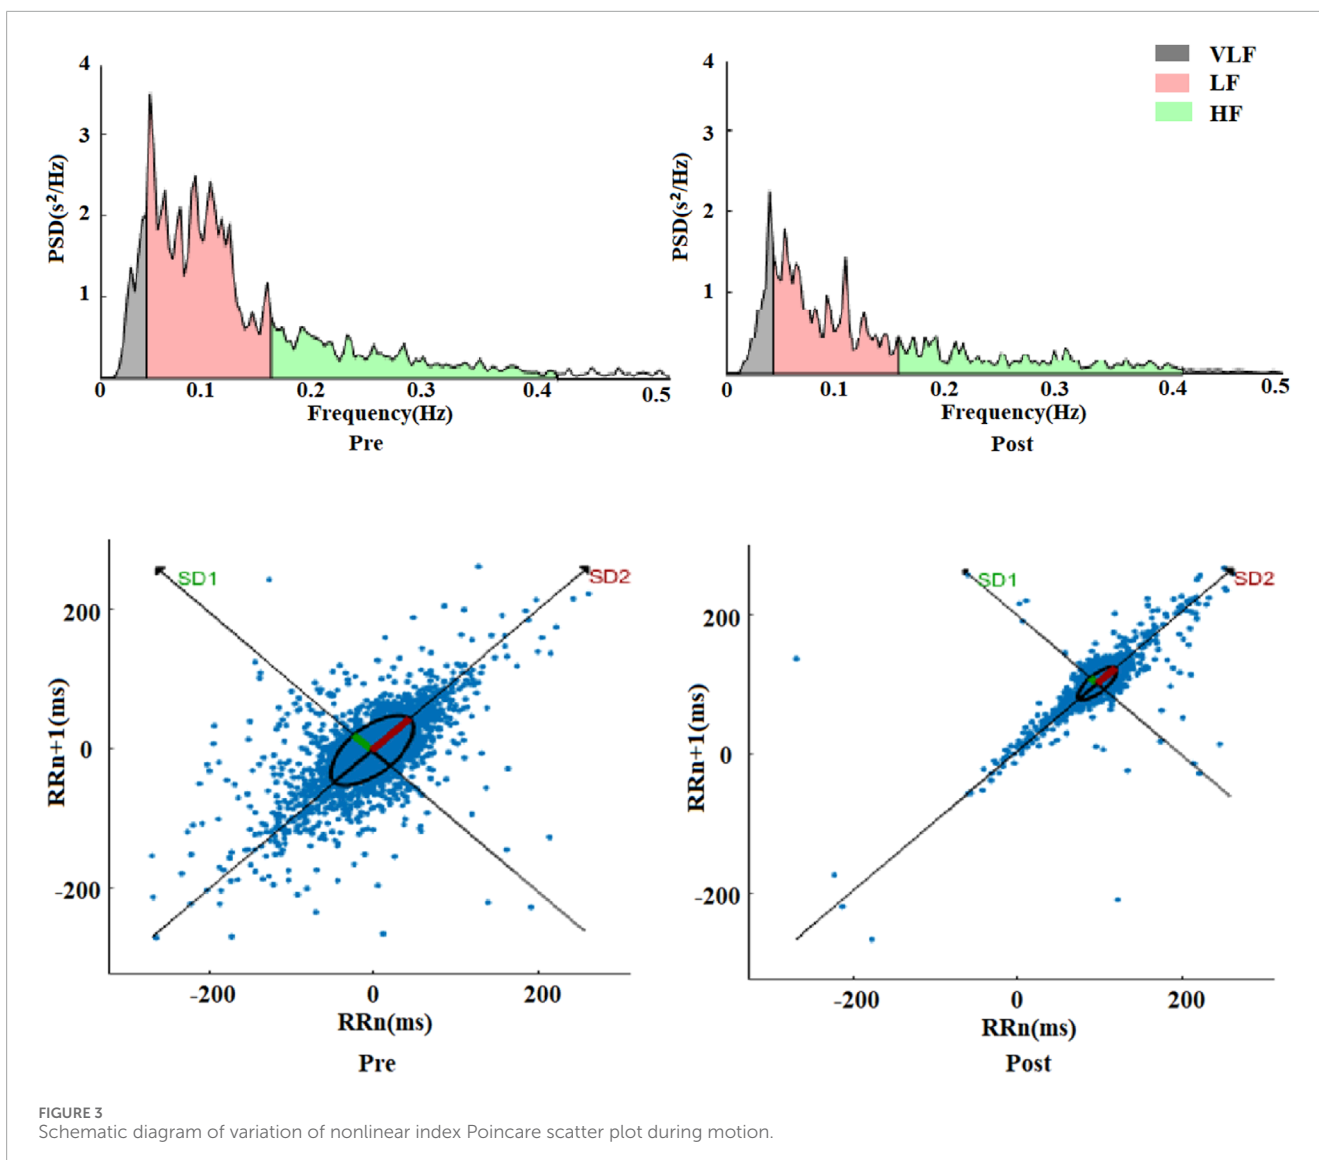 4
3
2
1
PSD(s²/Hz)
0 0.1 0.2 0.3 0.4 0.5
Frequency(Hz)
Pre
4
3
2
1
PSD(s²/Hz)
0 0.1 0.2 0.3 0.4 0.5
Frequency(Hz)
Post
VLF
LF
HF
SD1
SD2
200
0
-200
RRn+1(ms)
-200 0 200
RRn(ms)
Pre
SD1
SD2
200
0
-200
RRn+1(ms)
-200 0 200
RRn(ms)
Post
FIGURE 3
Schematic diagram of variation of nonlinear index Poincare scatter plot during motion.